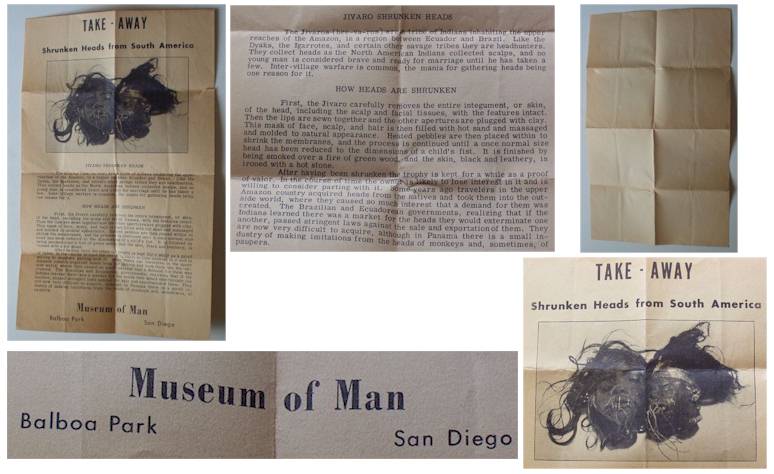 TAKE - AWAY
Shrunken Heads from South America
JIVARO SHRUNKEN HEADS
HOW HEADS ARE SHRUNKEN
Museum of Man
Balboa Park
San Diego
JIVARO SHRUNKEN HEADS
The Jivaros (hee-va-ros) are a tribe of Indians inhabiting the upper
reaches of the Amazon, in a region between Ecuador and Brazil. Like the
Dyaks, the Igarrotes, and certain other savage tribes they are headhunters.
They collect heads as the North American Indians collected scalps, and no
young man is considered brave and ready for marriage until he has taken a
few. Inter-village warfare is common, the mania for gathering heads being
one reason for it.
HOW HEADS ARE SHRUNKEN
First, the Jivaro carefully removes the entire integument, or skin,
of the head, including the scalp and facial tissues, with the features intact.
Then the lips are sewn together and the other apertures are plugged with clay.
This mask of face, scalp, and hair is then filled with hot sand and massaged
and molded to natural appearance. Heated pebbles are then placed within to
shrink the membranes, and the process is continued until a once normal size
head has been reduced to the dimensions of a child's fist. It is finished by
being smoked over a fire of green wood, and the skin, black and leathery, is
ironed with a hot stone.
After having been shrunken the trophy is kept for a while as a proof
of valor. In the course of time the owner is likely to lose interest in it and is
willing to consider parting with it. Some years ago travelers in the upper
Amazon country acquired heads from the natives and took them into the out-
side world, where they caused so much interest that a demand for them was
created. The Brazilian and Ecuadorean governments, realizing that if the
Indians learned there was a market for the heads they would exterminate one
another, passed stringent laws against the sale and exportation of them. They
are now very difficult to acquire, although in Panama there is a small in-
dustry of making imitations from the heads of monkeys and, sometimes, of
paupers.
TAKE - AWAY
Shrunken Heads from South America
Museum of Man
Balboa Park
San Diego